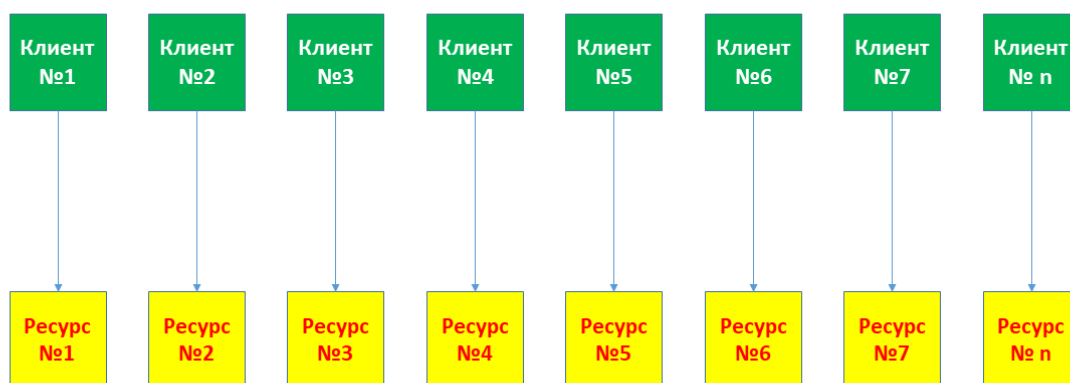 Клиент
№1
Клиент
№2
Клиент
№3
Клиент
№4
Клиент
№5
Клиент
№6
Клиент
№7
Клиент
№ n
Ресурс
№1
Ресурс
№2
Ресурс
№3
Ресурс
№4
Ресурс
№5
Ресурс
№6
Ресурс
№7
Ресурс
№ n